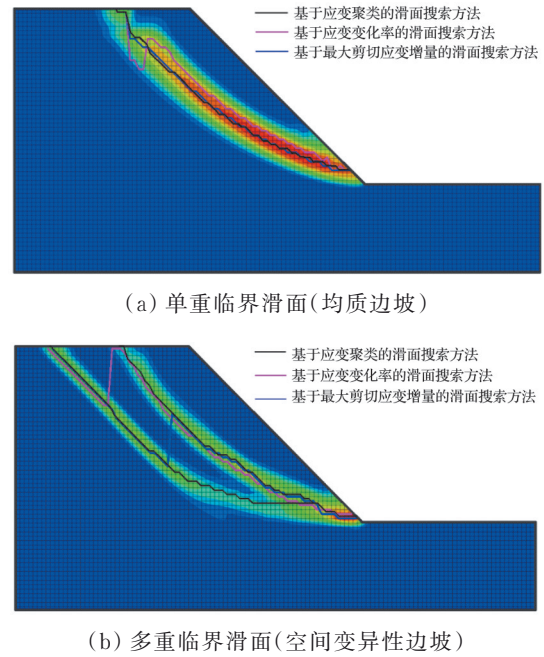 基于应变聚类的滑面搜索方法
基于应变变化率的滑面搜索方法
基于最大剪切应变增量的滑面搜索方法
(a) 单重临界滑面(均质边坡)
基于应变聚类的滑面搜索方法
基于应变变化率的滑面搜索方法
基于最大剪切应变增量的滑面搜索方法
(b) 多重临界滑面(空间变异性边坡)